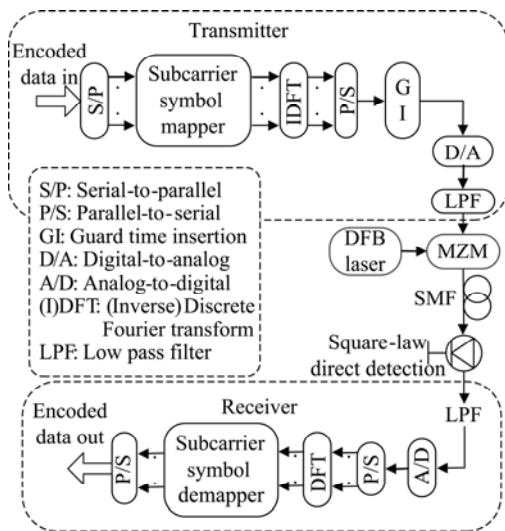 Transmitter
Encoded
data in
S/P
Subcarrier
symbol
mapper
IDFT
P/S
G
I
D/A
LPF
S/P: Serial-to-parallel
P/S: Parallel-to-serial
GI: Guard time insertion
D/A: Digital-to-analog
A/D: Analog-to-digital
(I)DFT: (Inverse) Discrete
Fourier transform
LPF: Low pass filter
DFB
laser
MZM
SMF
Square-law
direct detection
LPF
Receiver
Encoded
data out
P/S
Subcarrier
symbol
demapper
DFT
P/S
A/D